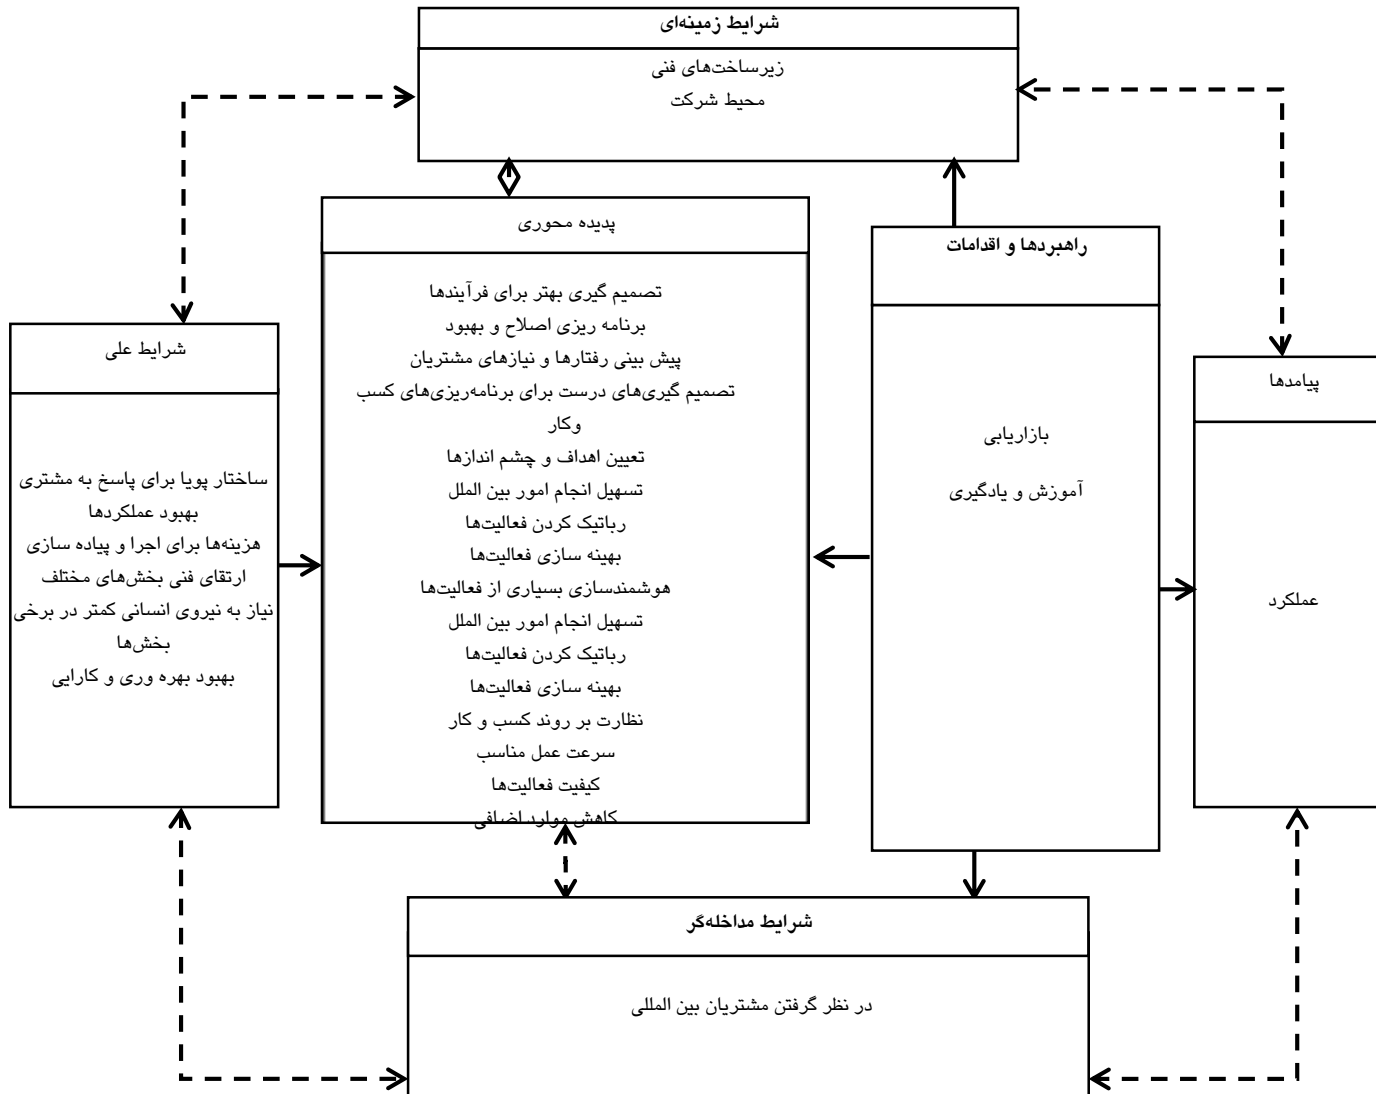 شرایط زمینه‌ای
زیرساخت‌های فنی
محیط شرکت
پدیده محوری
تصمیم گیری بهتر برای فرآیندها
برنامه ریزی اصلاح و بهبود
پیش بینی رفتارها و نیازهای مشتریان
تصمیم گیری‌های درست برای برنامه‌ریزی‌های کسب
وکار
تعیین اهداف و چشم اندازها
تسهیل انجام امور بین الملل
رباتیک کردن فعالیت‌ها
بهینه سازی فعالیت‌ها
هوشمندسازی بسیاری از فعالیت‌ها
تسهیل انجام امور بین الملل
رباتیک کردن فعالیت‌ها
بهینه سازی فعالیت‌ها
نظارت بر روند کسب و کار
سرعت عمل مناسب
کیفیت فعالیت‌ها
کاهش موارد اضافی
راهبردها و اقدامات
بازاریابی
آموزش و یادگیری
شرایط علی
ساختار پویا برای پاسخ به مشتری
بهبود عملکردها
هزینه‌ها برای اجرا و پیاده سازی
ارتقای فنی بخش‌های مختلف
نیاز به نیروی انسانی کمتر در برخی
بخش‌ها
بهبود بهره وری و کارایی
پیامدها
عملکرد
شرایط مداخله‌گر
در نظر گرفتن مشتریان بین المللی